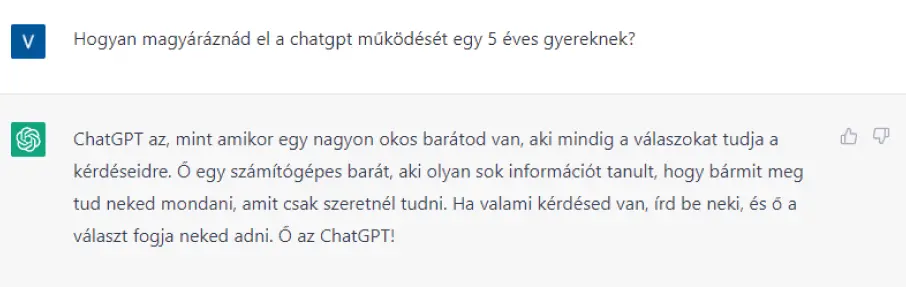 V
Hogyan magyaráznád el a chatgpt működését egy 5 éves gyereknek?
ChatGPT az, mint amikor egy nagyon okos barátod van, aki mindig a válaszokat tudja a
kérdéseidre. Ő egy számítógépes barát, aki olyan sok információt tanult, hogy bármit meg
tud neked mondani, amit csak szeretnél tudni. Ha valami kérdésed van, írd be neki, és ő a
választ fogja neked adni. Ő az ChatGPT!